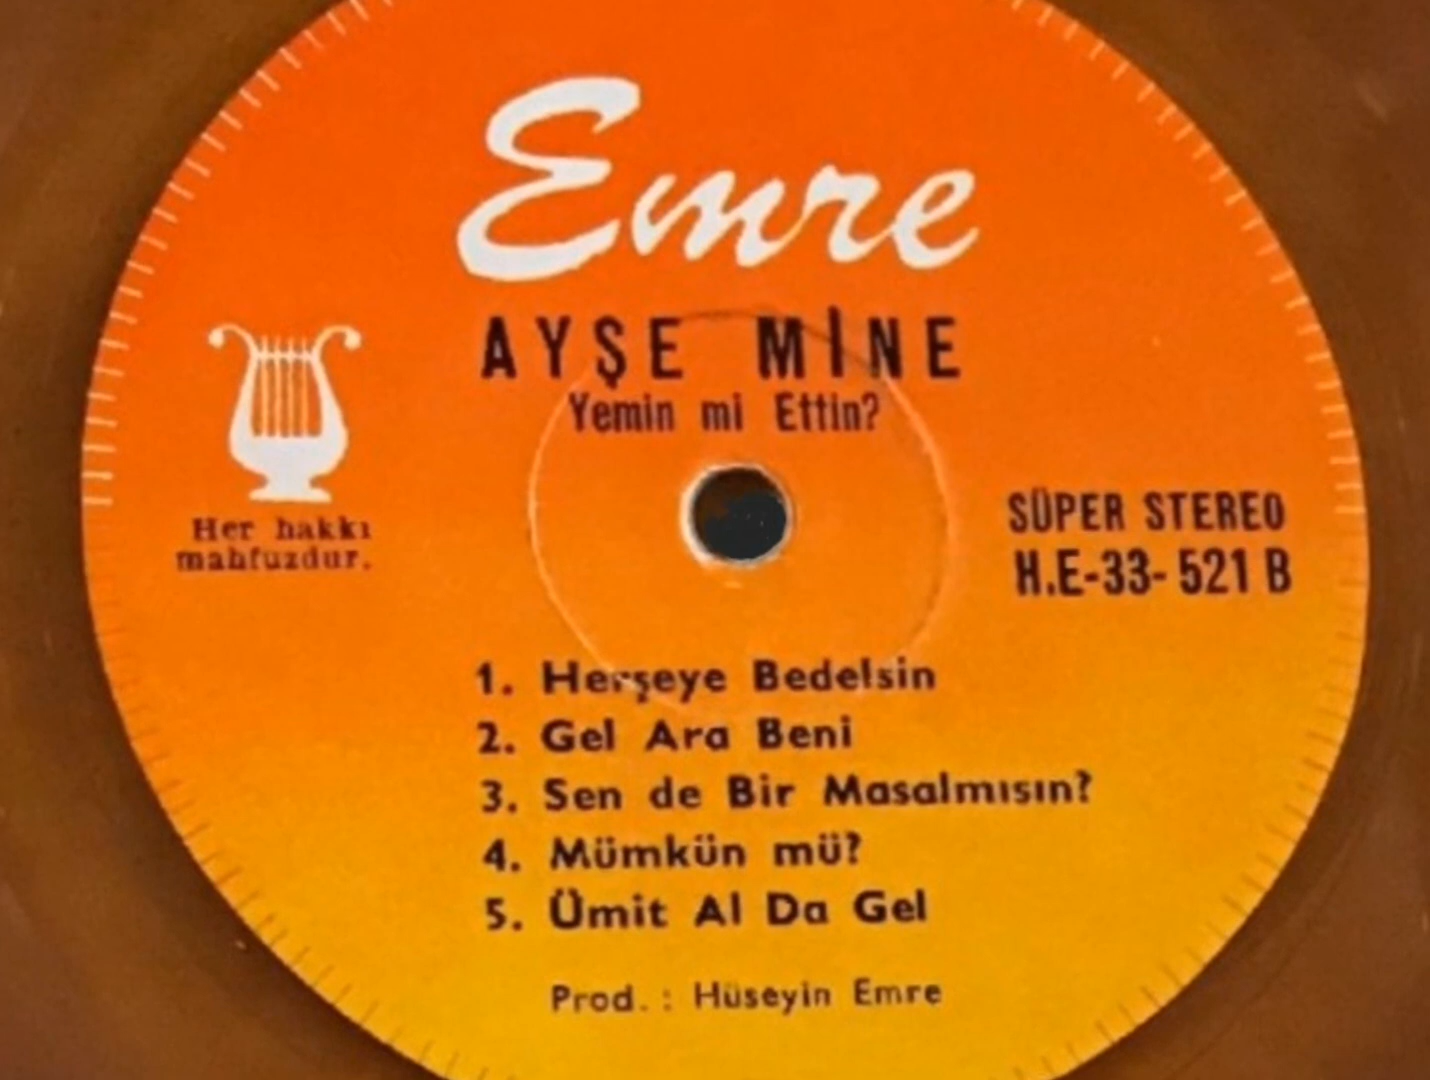 Emre
AYŞE MİNE
Yemin mi Ettin?
Her hakkı
mahfuzdur.
SÜPER STEREO
H.E-33-521 B
1. Herşeye Bedelsin
2. Gel Ara Beni
3. Sen de Bir Masalmısın?
4. Mümkün mü?
5. Ümit Al Da Gel
Prod. : Hüseyin Emre